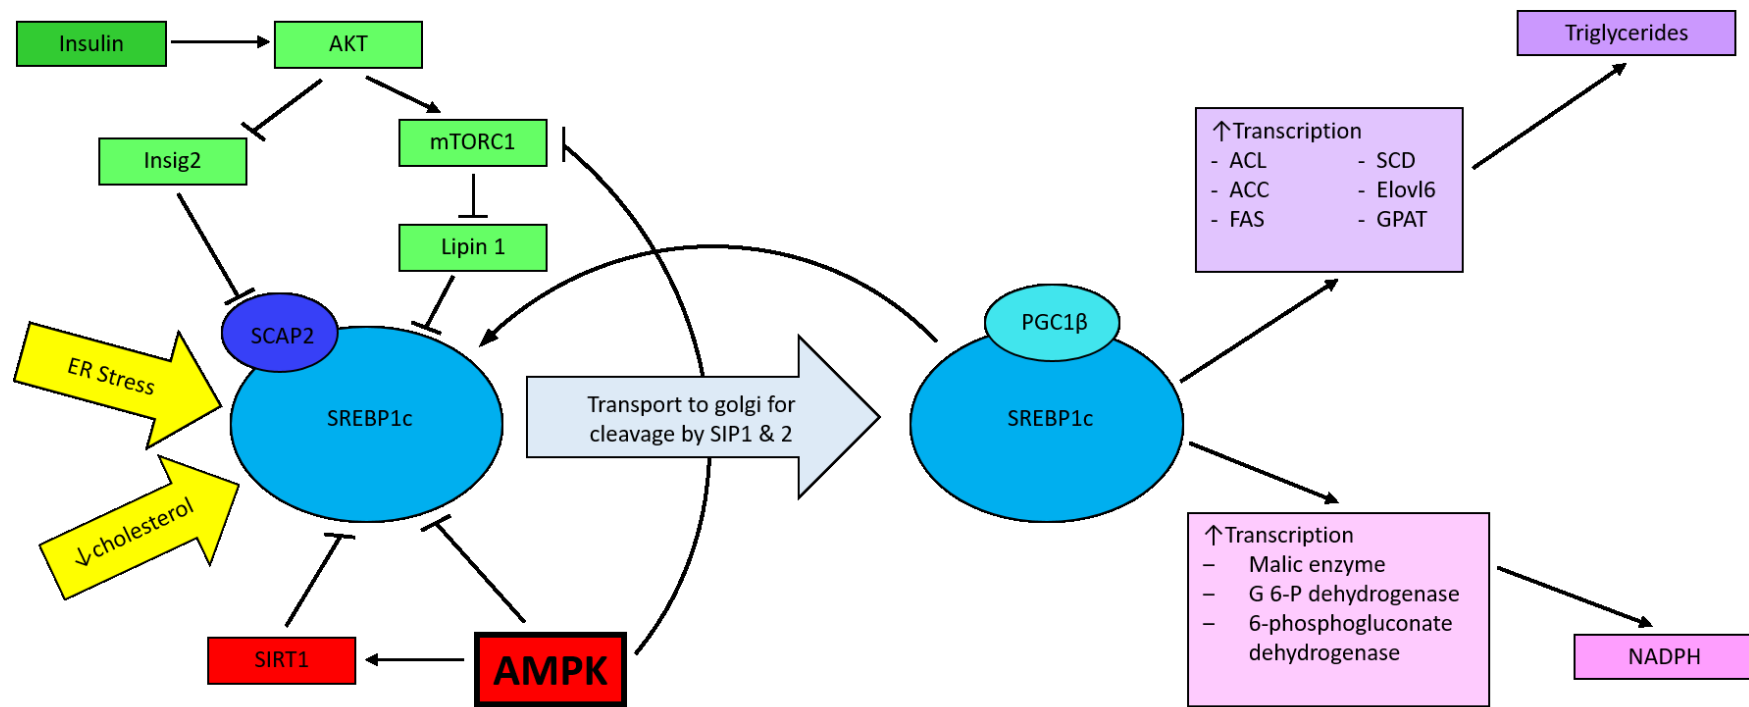 Insulin
AKT
Triglycerides
mTORC1
Insig2
Lipin 1
↑Transcription
- ACL
- SCD
- ACC
- Elovl6
- FAS
- GPAT
SCAP2
PGC1β
ER Stress
SREBP1c
Transport to golgi for
cleavage by SIP1 & 2
SREBP1c
↓cholesterol
↑Transcription
– Malic enzyme
– G 6-P dehydrogenase
– 6-phosphogluconate
dehydrogenase
SIRT1
AMPK
NADPH